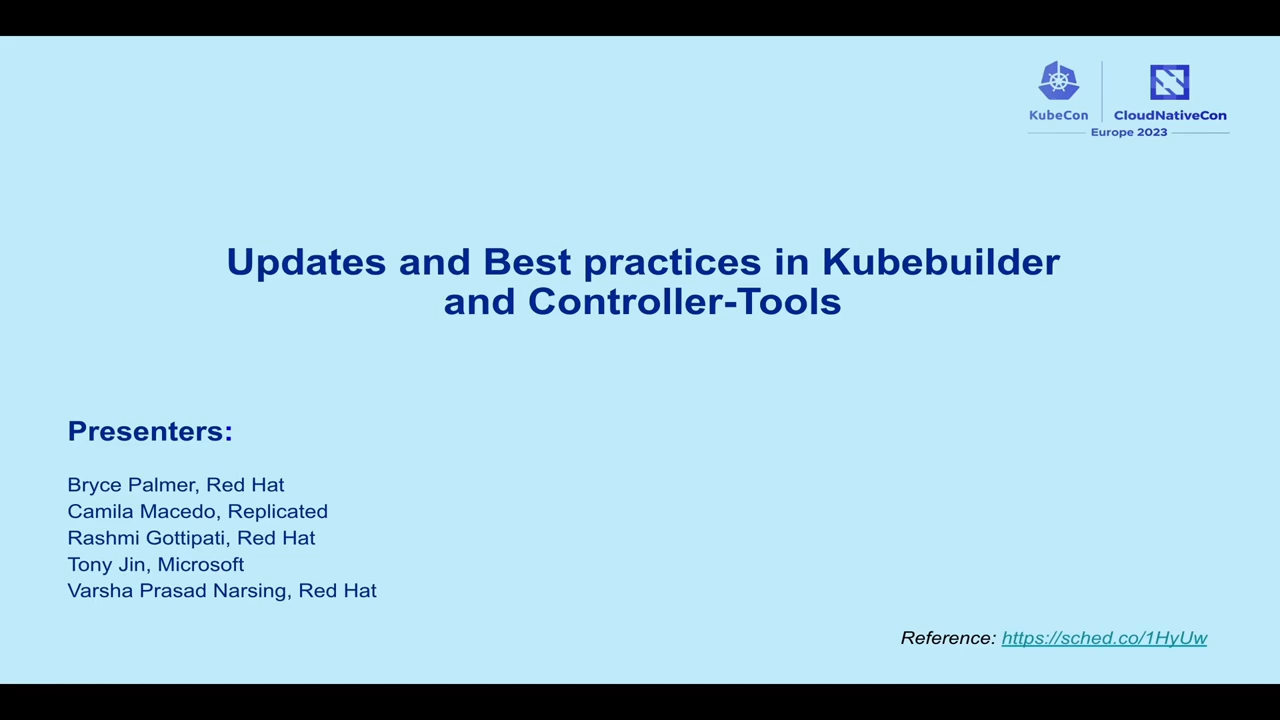 KubeCon
CloudNativeCon
Europe 2023
Updates and Best practices in Kubebuilder
and Controller-Tools
Presenters:
Bryce Palmer, Red Hat
Camila Macedo, Replicated
Rashmi Gottipati, Red Hat
Tony Jin, Microsoft
Varsha Prasad Narsing, Red Hat
Reference: https://sched.co/1HyUw